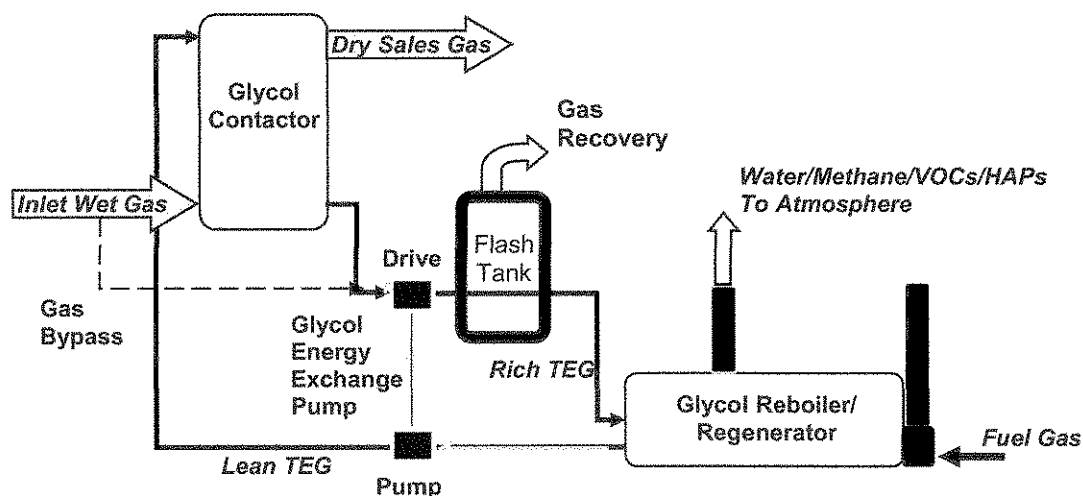 Dry Sales Gas
Glycol
Contactor
Gas
Recovery
Water/Methane/VOCs/HAPs
To Atmosphere
Inlet Wet Gas
Flash
Tank
Drive
Gas
Bypass
Glycol
Energy
Exchange
Pump
Rich TEG
Glycol Reboiler/
Regenerator
Fuel Gas
Lean TEG
Pump